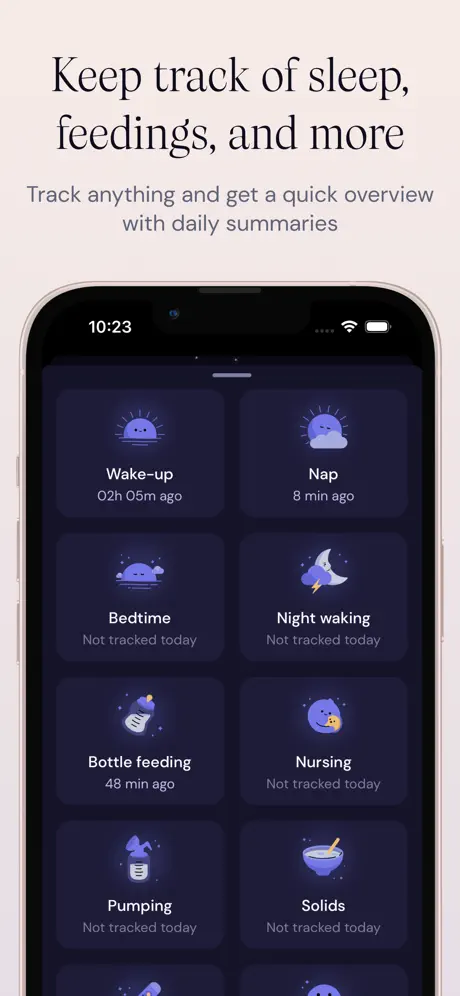 Keep track of sleep,
feedings, and more
Track anything and get a quick overview
with daily summaries
10:23
Wake-up
02h 05m ago
Nap
8 min ago
Bedtime
Not tracked today
Night waking
Not tracked today
Bottle feeding
48 min ago
Nursing
Not tracked today
Pumping
Not tracked today
Solids
Not tracked today